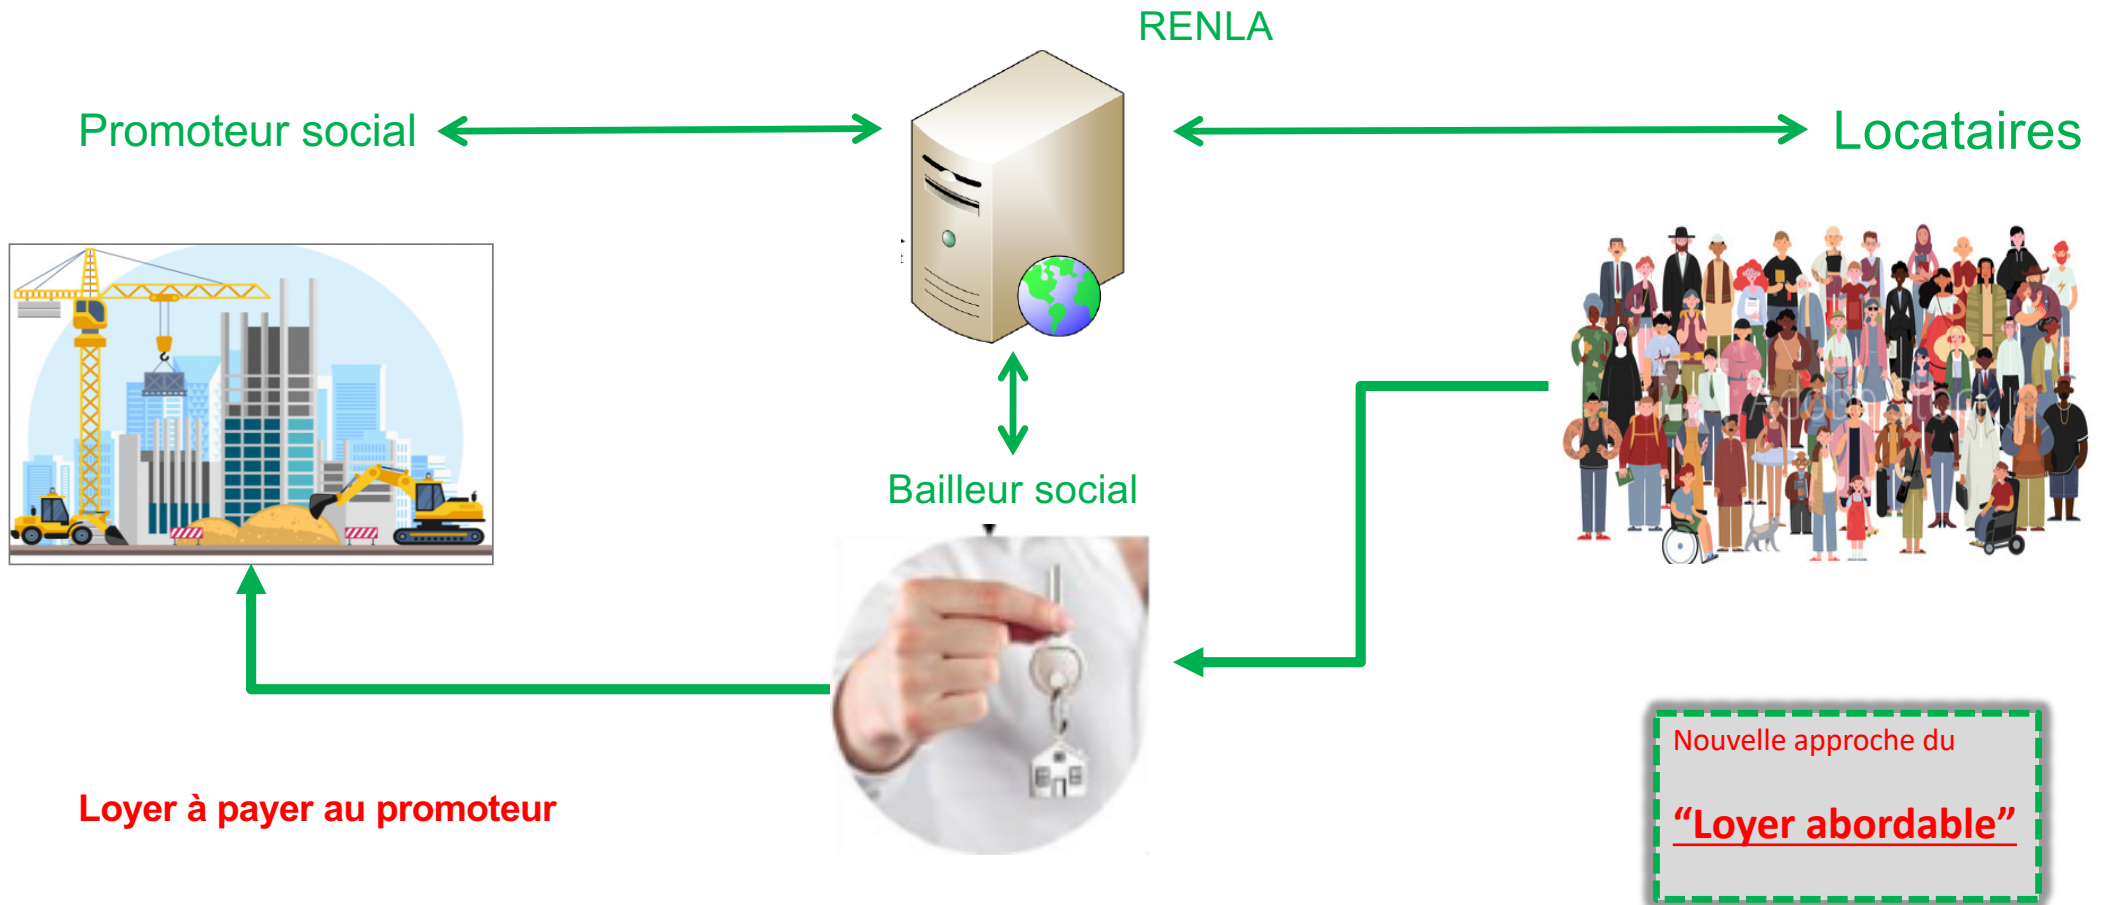 RENLA
Promoteur social
Locataires
Bailleur social
Loyer à payer au promoteur
Nouvelle approche du
“Loyer abordable”